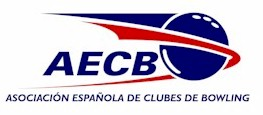 AECB
ASOCIACIÓN ESPAÑOLA DE CLUBES DE BOWLING